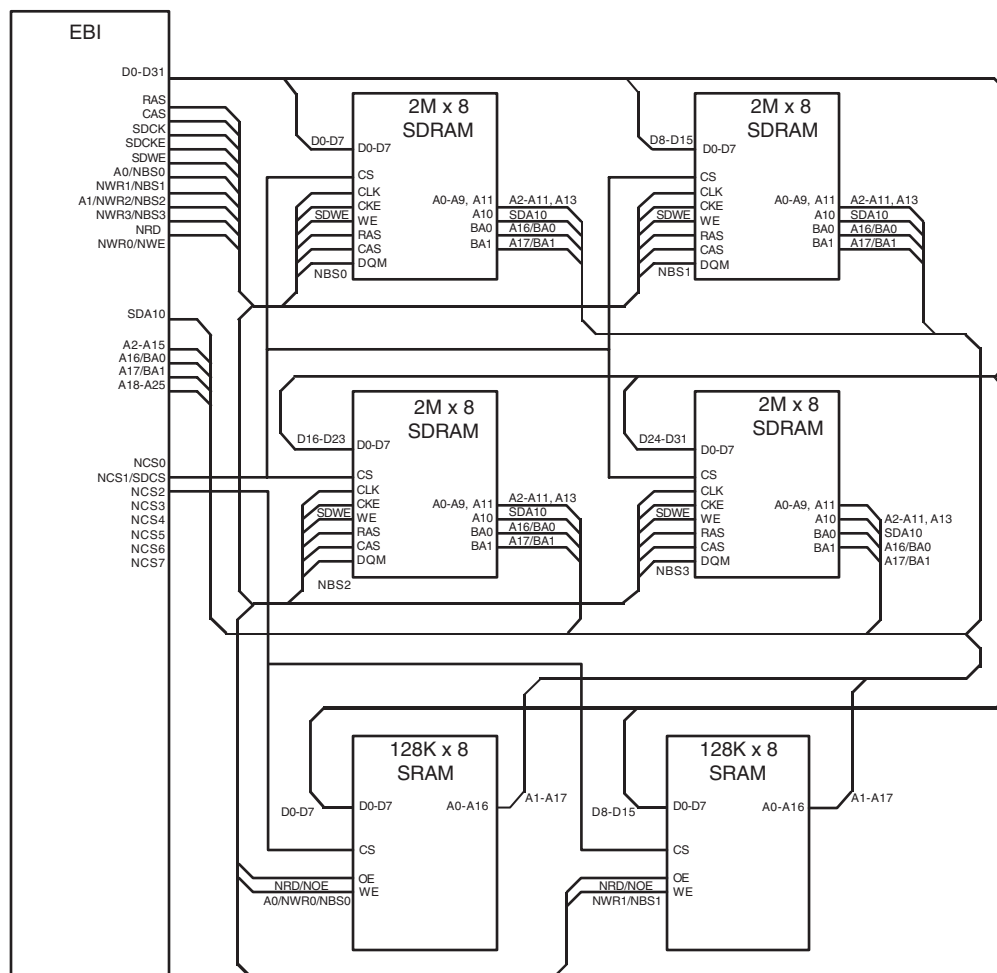 EBI
D0-D31
RAS
CAS
SDCK
SDCKE
SDWE
A0/NBS0
NWR1/NBS1
A1/NWR2/NBS2
NWR3/NBS3
NRD
NWR0/NWE
SDA10
A2-A15
A16/BA0
A17/BA1
A18-A25
NCS0
NCS1/SDCS
NCS2
NCS3
NCS4
NCS5
NCS6
NCS7
2M x 8
SDRAM
D0-D7
D0-D7
CS
CLK
CKE
SDWE
WE
RAS
CAS
DQM
NBS0
A0-A9, A11
A10
BA0
BA1
A2-A11, A13
SDA10
A16/BA0
A17/BA1
2M x 8
SDRAM
D8-D15
D0-D7
CS
CLK
CKE
SDWE
WE
RAS
CAS
DQM
NBS1
A0-A9, A11
A10
BA0
BA1
A2-A11, A13
SDA10
A16/BA0
A17/BA1
2M x 8
SDRAM
D16-D23
D0-D7
CS
CLK
CKE
SDWE
WE
RAS
CAS
DQM
NBS2
A0-A9, A11
A10
BA0
BA1
A2-A11, A13
SDA10
A16/BA0
A17/BA1
2M x 8
SDRAM
D24-D31
D0-D7
CS
CLK
CKE
SDWE
WE
RAS
CAS
DQM
NBS3
A0-A9, A11
A10
BA0
BA1
A2-A11, A13
SDA10
A16/BA0
A17/BA1
128K x 8
SRAM
D0-D7
D0-D7
A0-A16
A1-A17
CS
OE
NRD/NOE
WE
A0/NWR0/NBS0
128K x 8
SRAM
D8-D15
D0-D7
A0-A16
A1-A17
CS
OE
NRD/NOE
WE
NWR1/NBS1